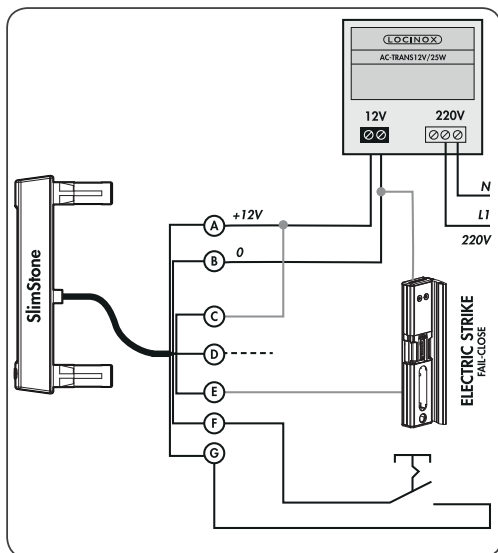 LOCINOX
AC-TRANS12V/25W
12V 220V
N
L1
220V
SlimStone
A +12V
B 0
C
D
E
F
G
ELECTRIC STRIKE
FAIL-CLOSE